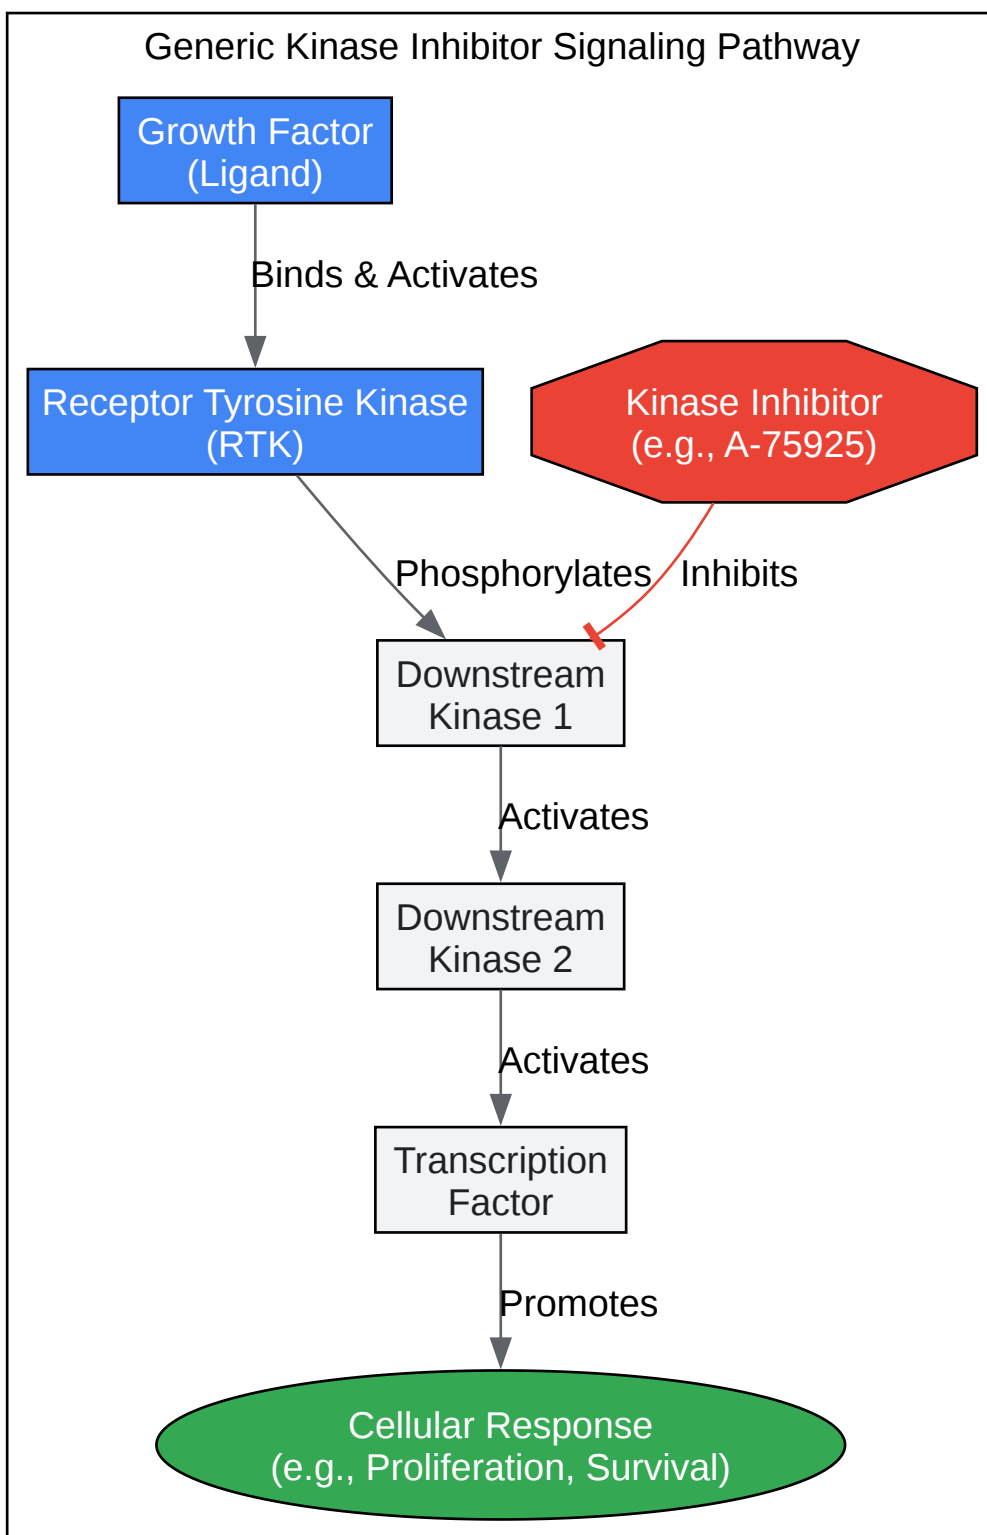 Generic Kinase Inhibitor Signaling Pathway
Growth Factor
(Ligand)
Binds & Activates
Receptor Tyrosine Kinase
(RTK)
Kinase Inhibitor
(e.g., A-75925)
Phosphorylates
Inhibits
Downstream
Kinase 1
Activates
Downstream
Kinase 2
Activates
Transcription
Factor
Promotes
Cellular Response
(e.g., Proliferation, Survival)